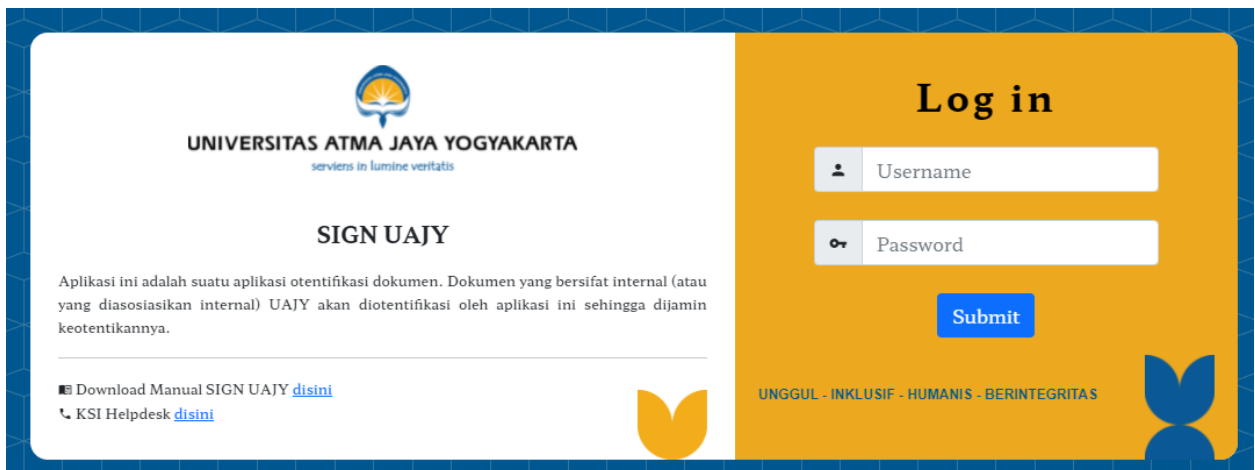 UNIVERSITAS ATMA JAYA YOGYAKARTA
serviens in lumine veritatis
SIGN UAJY
Aplikasi ini adalah suatu aplikasi otentifikasi dokumen. Dokumen yang bersifat internal (atau
yang diasosiasikan internal) UAJY akan diotentifikasi oleh aplikasi ini sehingga dijamin
keotentikannya.
Download Manual SIGN UAJY disini
KSI Helpdesk disini
Log in
Username
Password
Submit
UNGGUL - INKLUSIF - HUMANIS - BERINTEGRITAS